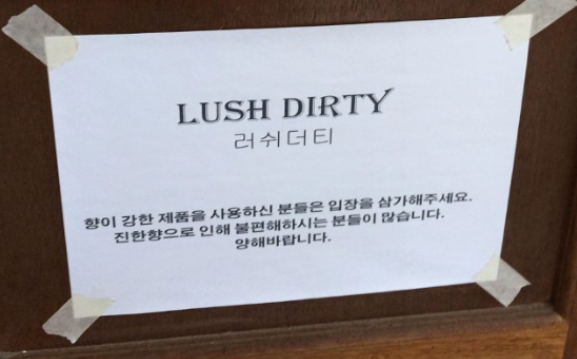 LUSH DIRTY
러쉬더티
향이 강한 제품을 사용하신 분들은 입장을 삼가해주세요.
진한향으로 인해 불편해하시는 분들이 많습니다.
양해바랍니다.